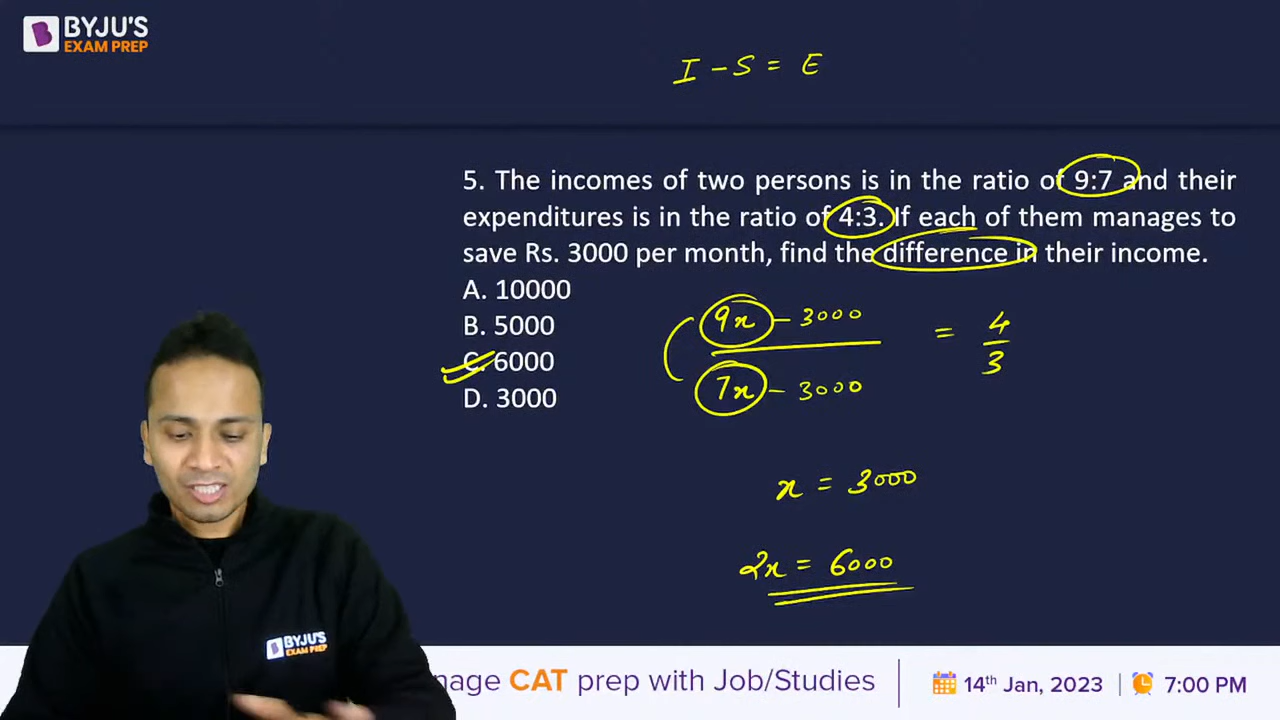 BYJU'S
EXAM PREP
I - S = E
5. The incomes of two persons is in the ratio of 9:7 and their
expenditures is in the ratio of 4:3. If each of them manages to
save Rs. 3000 per month, find the difference in their income.
A. 10000
B. 5000
C. 6000
D. 3000
9x - 3000
7x - 3000
= 4/3
x = 3000
2x = 6000
BYJU'S
EXAM PREP
nage CAT prep with Job/Studies
14th Jan, 2023
7:00 PM